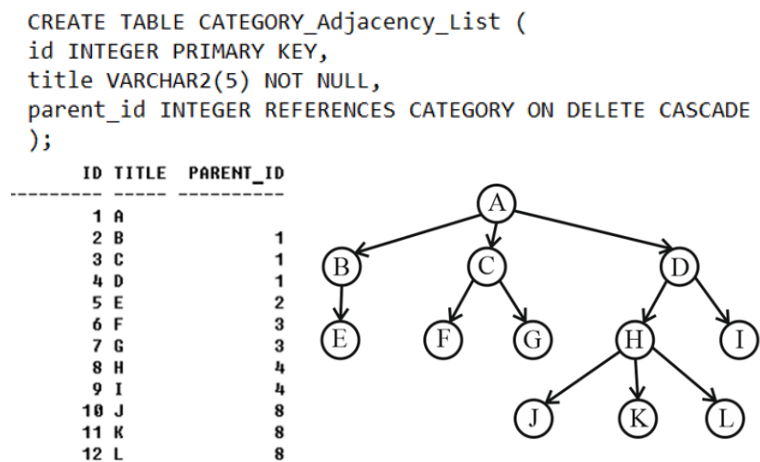 CREATE TABLE CATEGORY_Adjacency_List (
id INTEGER PRIMARY KEY,
title VARCHAR2(5) NOT NULL,
parent_id INTEGER REFERENCES CATEGORY ON DELETE CASCADE
);
ID TITLE PARENT_ID
--------- ----- ----------
1 A
2 B 1
3 C 1
4 D 1
5 E 2
6 F 3
7 G 3
8 H 4
9 I 4
10 J 8
11 K 8
12 L 8
A
B C D
E F G H I
J K L